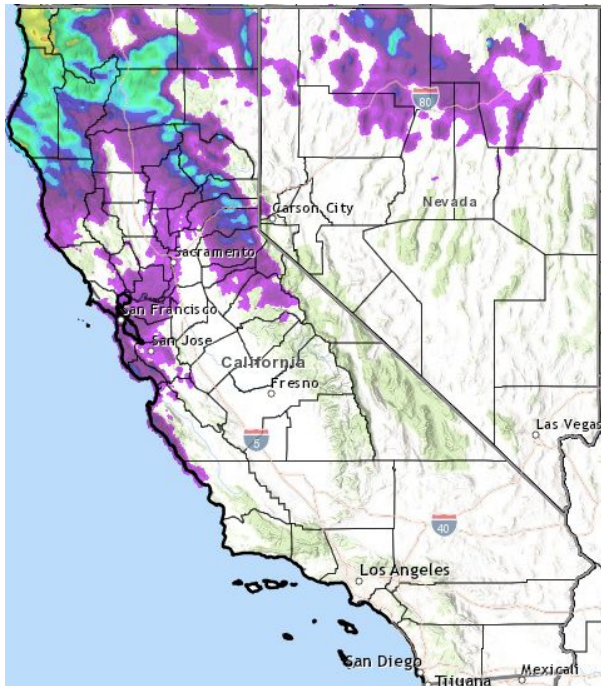 80
Carson City
Nevada
Sacramento
San Francisco
San Jose
California
Fresno
Las Vegas
5
40
Los Angeles
San Diego
Tijuana
Mexicali